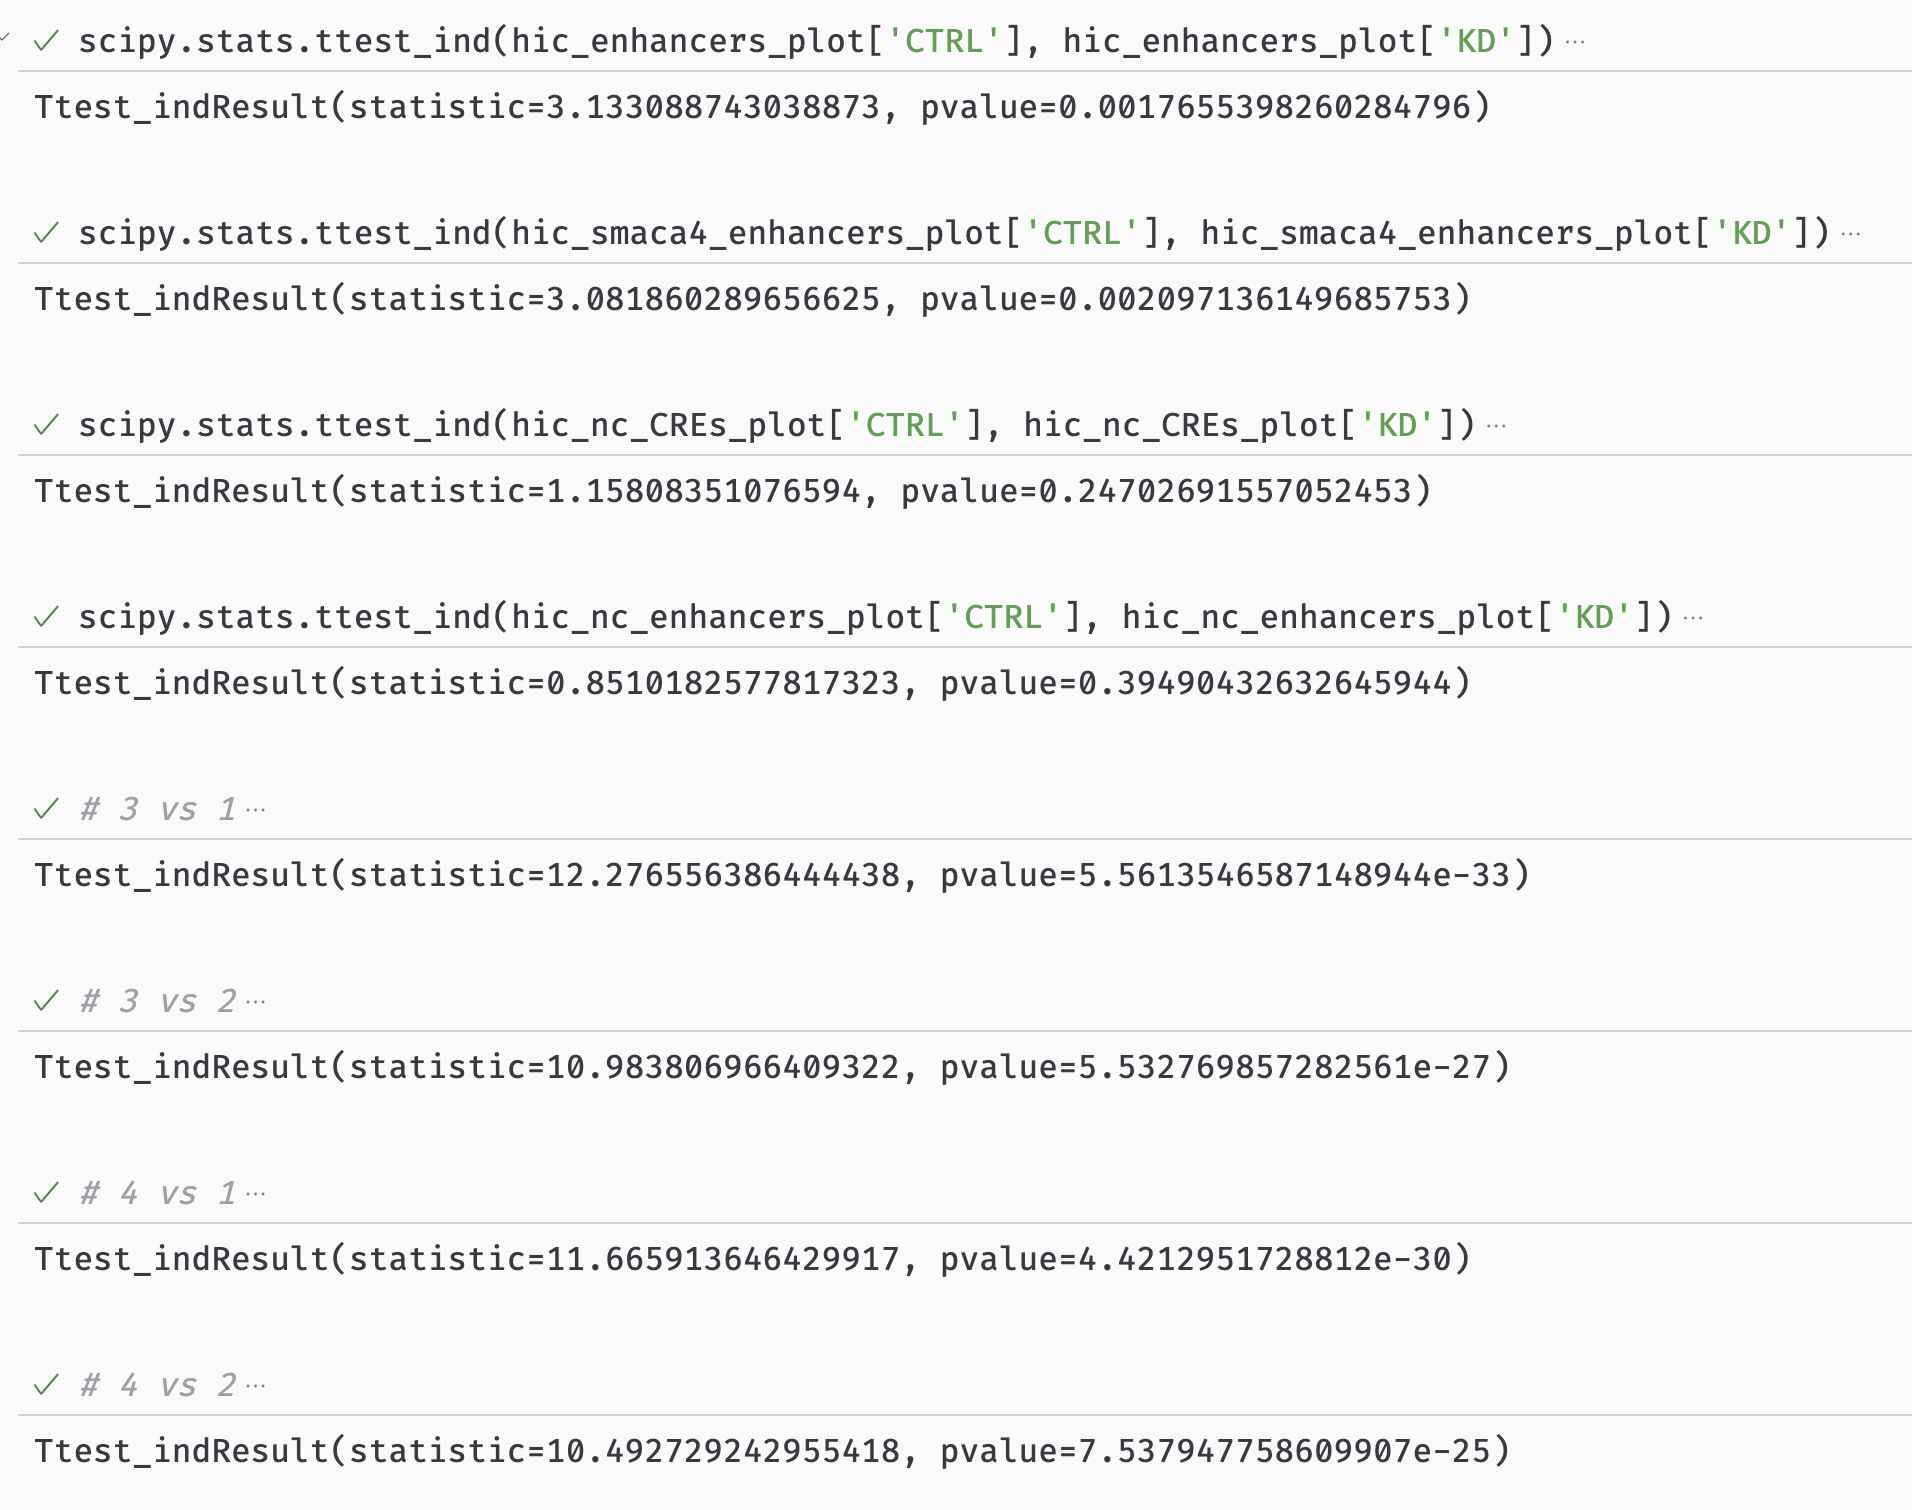 scipy.stats.ttest_ind(hic_enhancers_plot['CTRL'], hic_enhancers_plot['KD'])···
Ttest_indResult(statistic=3.133088743038873, pvalue=0.0017655398260284796)
scipy.stats.ttest_ind(hic_smaca4_enhancers_plot['CTRL'], hic_smaca4_enhancers_plot['KD'])···
Ttest_indResult(statistic=3.081860289656625, pvalue=0.002097136149685753)
scipy.stats.ttest_ind(hic_nc_CREs_plot['CTRL'], hic_nc_CREs_plot['KD'])···
Ttest_indResult(statistic=1.15808351076594, pvalue=0.24702691557052453)
scipy.stats.ttest_ind(hic_nc_enhancers_plot['CTRL'], hic_nc_enhancers_plot['KD'])···
Ttest_indResult(statistic=0.8510182577817323, pvalue=0.39490432632645944)
# 3 vs 1···
Ttest_indResult(statistic=12.276556386444438, pvalue=5.5613546587148944e-33)
# 3 vs 2···
Ttest_indResult(statistic=10.983806966409322, pvalue=5.532769857282561e-27)
# 4 vs 1···
Ttest_indResult(statistic=11.665913646429917, pvalue=4.4212951728812e-30)
# 4 vs 2···
Ttest_indResult(statistic=10.492729242955418, pvalue=7.537947758609907e-25)